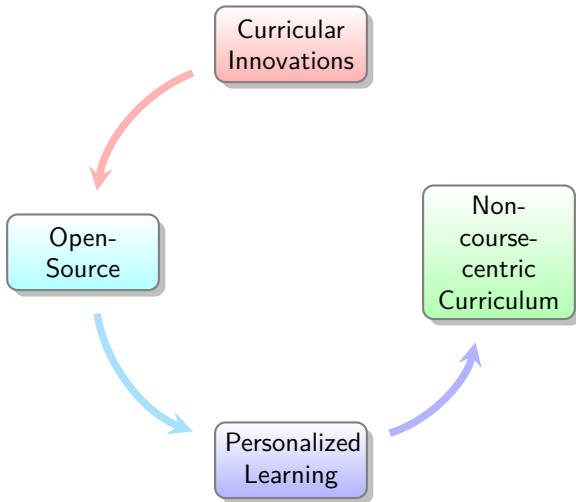 Curricular
Innovations
Open-
Source
Personalized
Learning
Non-
course-
centric
Curriculum